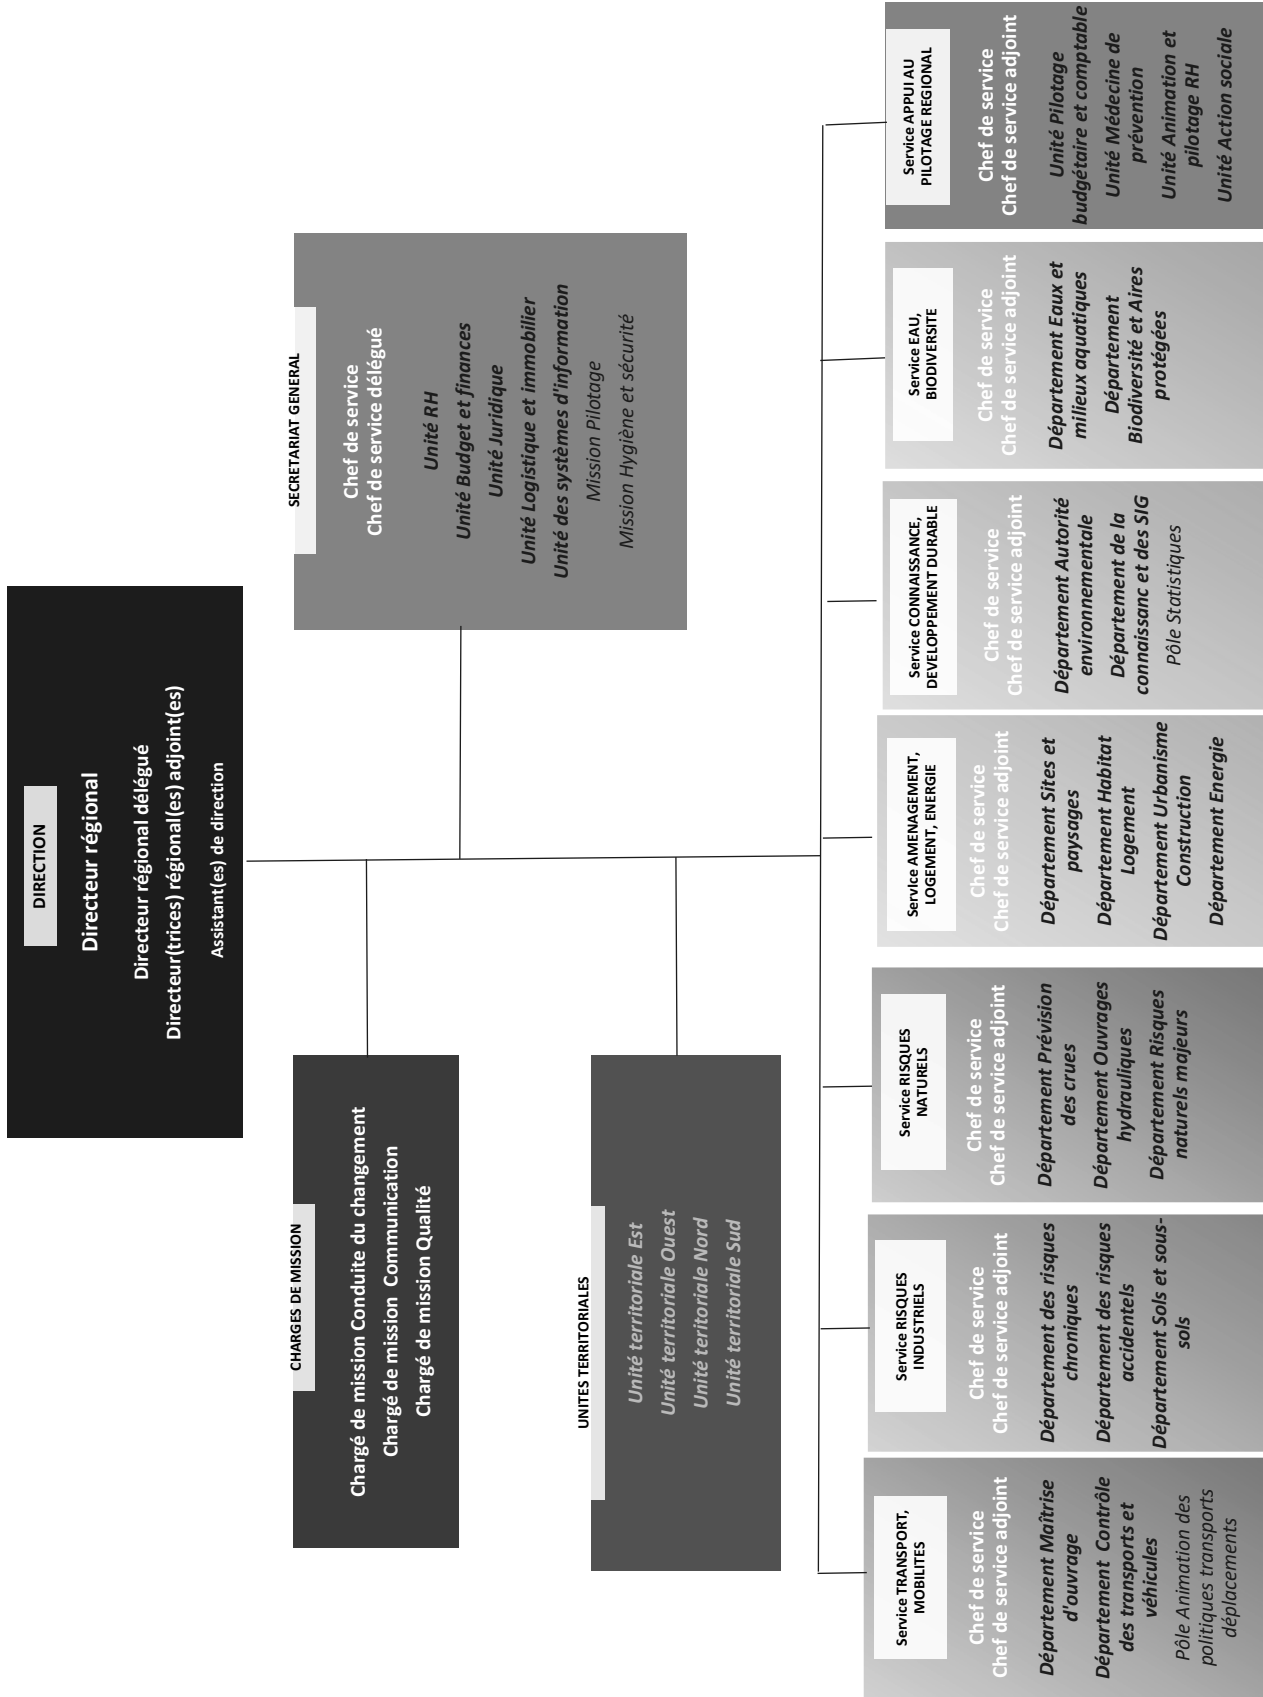 DIRECTION
Directeur régional
Directeur régional délégué
Directeur(trices) régional(es) adjoint(es)
Assistant(es) de direction
CHARGES DE MISSION
Chargé de mission Conduite du changement
Chargé de mission Communication
Chargé de mission Qualité
SECRETARIAT GENERAL
Chef de service
Chef de service délégué
Unité RH
Unité Budget et finances
Unité Juridique
Unité Logistique et immobilier
Unité des systèmes d'information
Mission Pilotage
Mission Hygiène et sécurité
UNITES TERRITORIALES
Unité territoriale Est
Unité territoriale Ouest
Unité teritoriale Nord
Unité territoriale Sud
Service TRANSPORT,
MOBILITES
Chef de service
Chef de service adjoint
Département Maîtrise
d'ouvrage
Département Contrôle
des transports et
véhicules
Pôle Animation des
politiques transports
déplacements
Service RISQUES
INDUSTRIELS
Chef de service
Chef de service adjoint
Département des risques
chroniques
Département des risques
accidentels
Département Sols et sous-
sols
Service RISQUES
NATURELS
Chef de service
Chef de service adjoint
Département Prévision
des crues
Département Ouvrages
hydrauliques
Département Risques
naturels majeurs
Service AMENAGEMENT,
LOGEMENT, ENERGIE
Chef de service
Chef de service adjoint
Département Sites et
paysages
Département Habitat
Logement
Département Urbanisme
Construction
Département Energie
Service CONNAISSANCE,
DEVELOPPEMENT DURABLE
Chef de service
Chef de service adjoint
Département Autorité
environnementale
Département de la
connaissanc et des SIG
Pôle Statistiques
Service EAU,
BIODIVERSITE
Chef de service
Chef de service adjoint
Département Eaux et
milieux aquatiques
Département
Biodiversité et Aires
protégées
Service APPUI AU
PILOTAGE REGIONAL
Chef de service
Chef de service adjoint
Unité Pilotage
budgétaire et comptable
Unité Médecine de
prévention
Unité Animation et
pilotage RH
Unité Action sociale